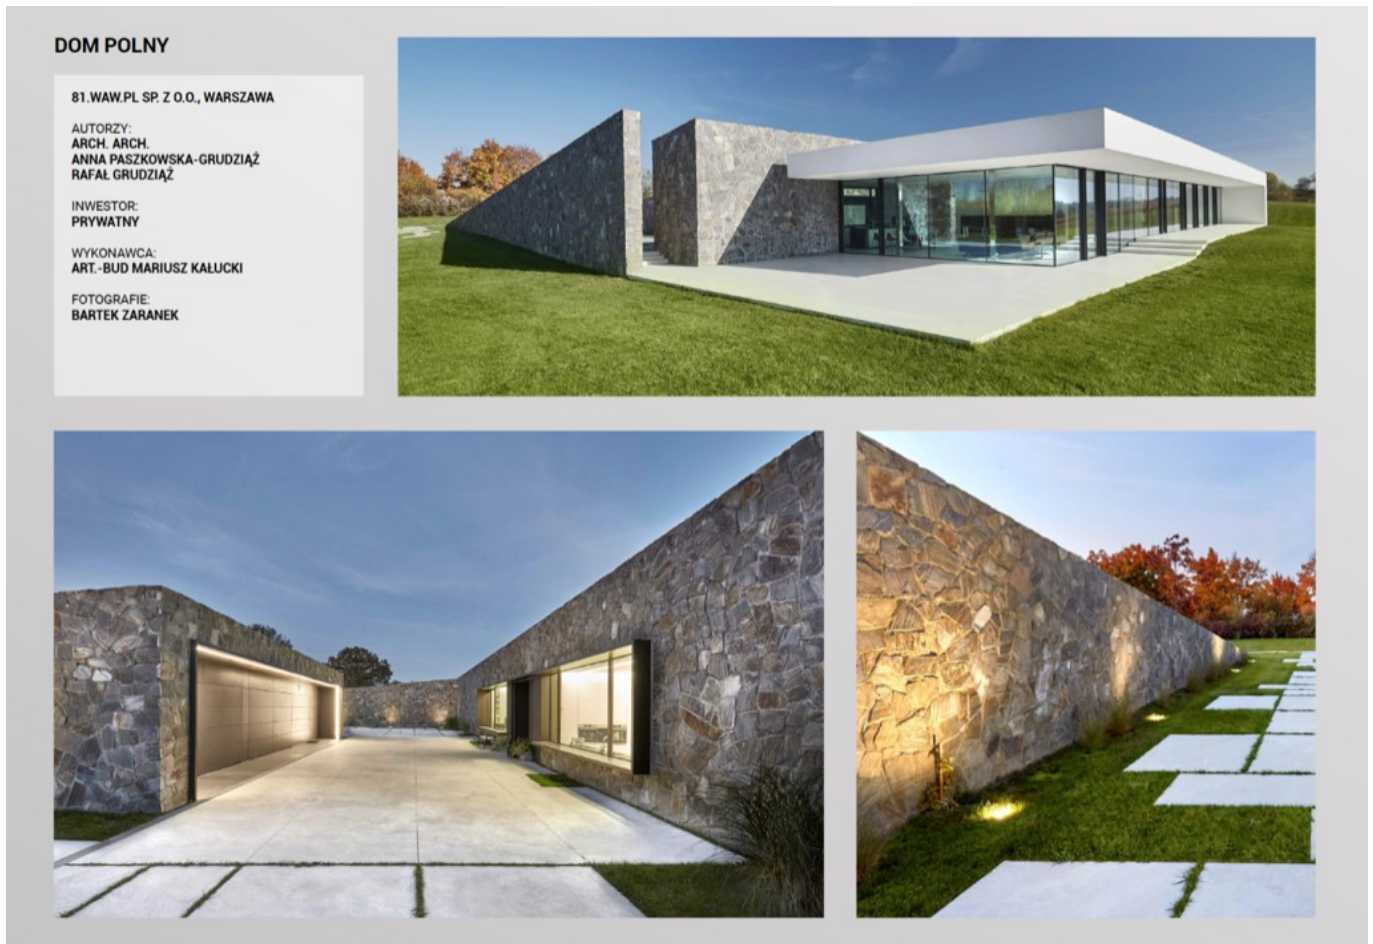 DOM POLNY
81.WAW.PL SP. Z O.O., WARSZAWA
AUTORZY:
ARCH. ARCH.
ANNA PASZKOWSKA-GRUDZIĄŻ
RAFAŁ GRUDZIĄŻ
INWESTOR:
PRYWATNY
WYKONAWCA:
ART.-BUD MARIUSZ KAŁUCKI
FOTOGRAFIE:
BARTEK ZARANEK